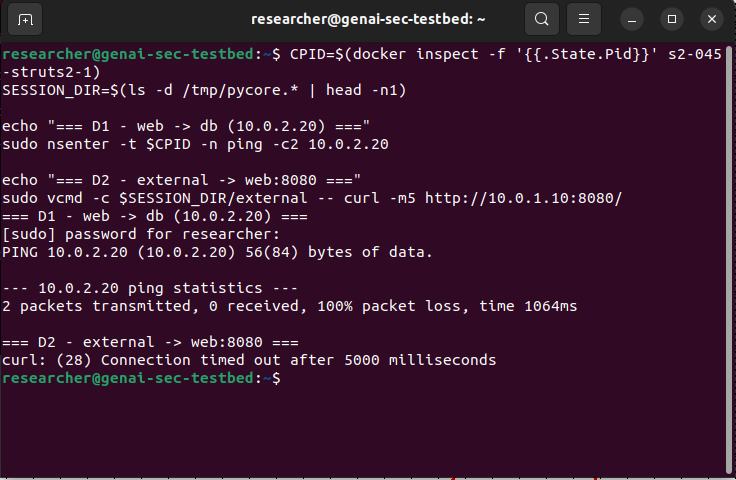 researcher@genai-sec-testbed: ~
researcher@genai-sec-testbed:~$ CPID=$(docker inspect -f '{{.State.Pid}}' s2-045
-struts2-1)
SESSION_DIR=$(ls -d /tmp/pycore.* | head -n1)
echo "=== D1 - web -> db (10.0.2.20) ==="
sudo nsenter -t $CPID -n ping -c2 10.0.2.20
echo "=== D2 - external -> web:8080 ==="
sudo vcmd -c $SESSION_DIR/external -- curl -m5 http://10.0.1.10:8080/
=== D1 - web -> db (10.0.2.20) ===
[sudo] password for researcher:
PING 10.0.2.20 (10.0.2.20) 56(84) bytes of data.
--- 10.0.2.20 ping statistics ---
2 packets transmitted, 0 received, 100% packet loss, time 1064ms
=== D2 - external -> web:8080 ===
curl: (28) Connection timed out after 5000 milliseconds
researcher@genai-sec-testbed:~$